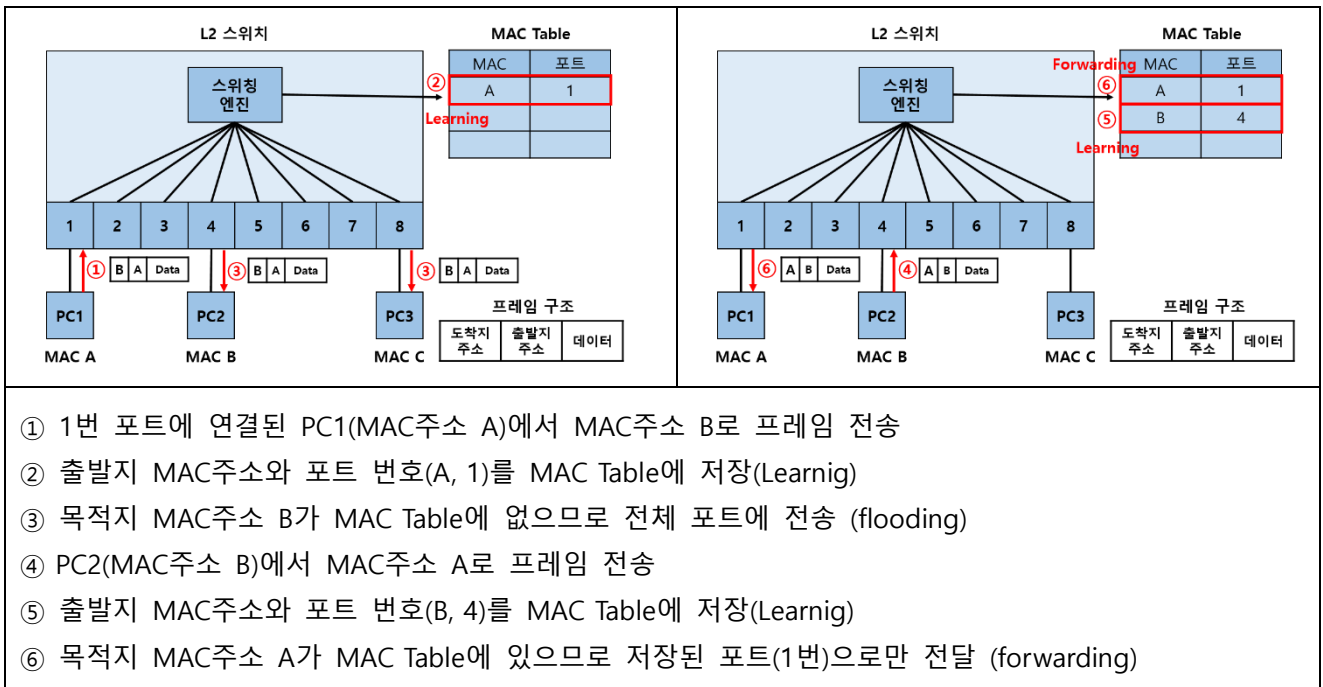 L2 스위치
MAC Table
MAC 포트
스위칭
엔진
② A 1
Learning
1 2 3 4 5 6 7 8
① B A Data
③ B A Data
③ B A Data
PC1
PC2
PC3
MAC A
MAC B
MAC C
프레임 구조
도착지
주소
출발지
주소
데이터
L2 스위치
MAC Table
Forwarding MAC 포트
스위칭
엔진
⑥ A 1
⑤ B 4
Learning
1 2 3 4 5 6 7 8
⑥ A B Data
④ A B Data
PC1
PC2
PC3
MAC A
MAC B
MAC C
프레임 구조
도착지
주소
출발지
주소
데이터
① 1번 포트에 연결된 PC1(MAC주소 A)에서 MAC주소 B로 프레임 전송
② 출발지 MAC주소와 포트 번호(A, 1)를 MAC Table에 저장(Learnig)
③ 목적지 MAC주소 B가 MAC Table에 없으므로 전체 포트에 전송 (flooding)
④ PC2(MAC주소 B)에서 MAC주소 A로 프레임 전송
⑤ 출발지 MAC주소와 포트 번호(B, 4)를 MAC Table에 저장(Learnig)
⑥ 목적지 MAC주소 A가 MAC Table에 있으므로 저장된 포트(1번)으로만 전달 (forwarding)